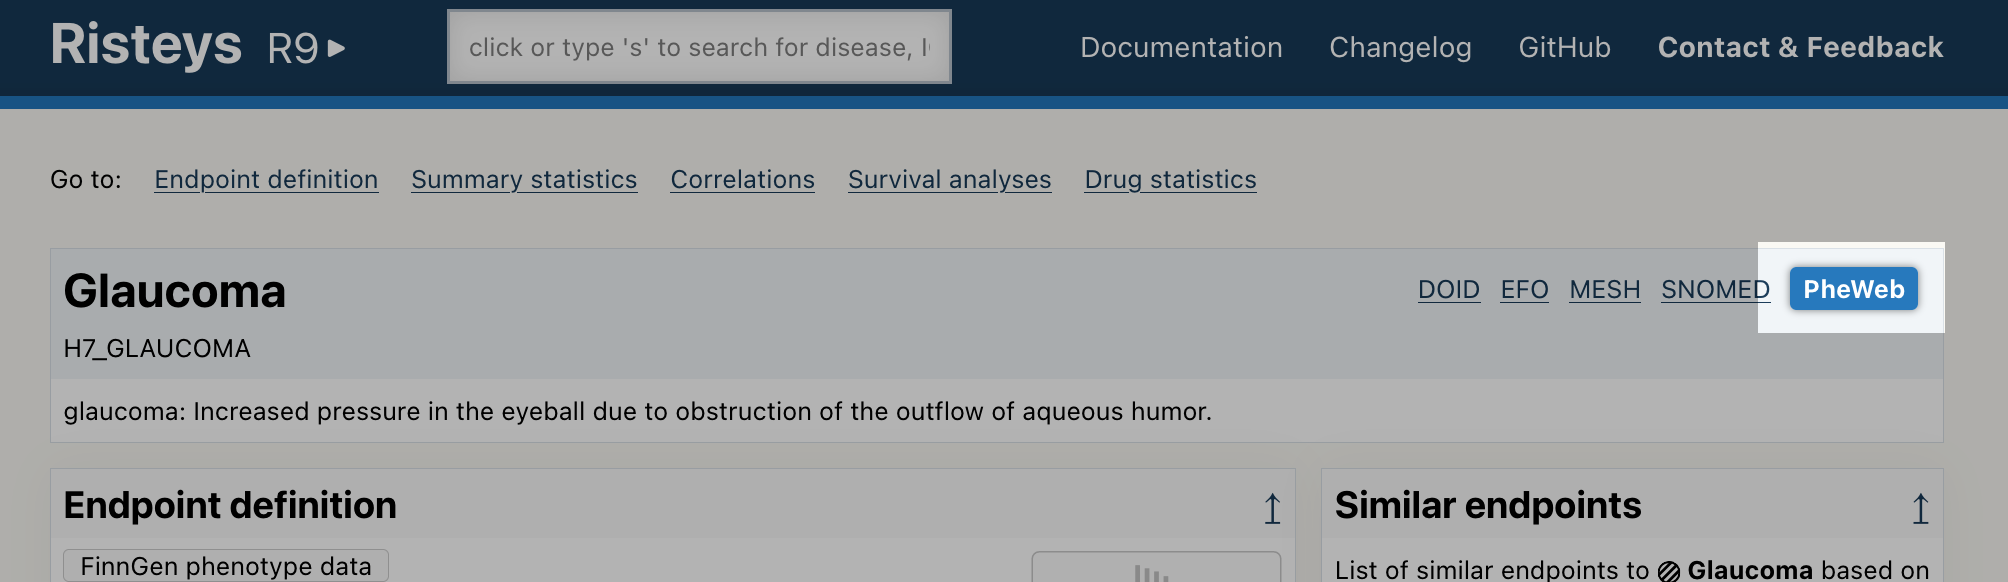 Risteys R9 click or type 's' to search for disease, Documentation Changelog GitHub Contact & Feedback
Go to: Endpoint definition Summary statistics Correlations Survival analyses Drug statistics
Glaucoma DOID EFO MESH SNOMED PheWeb
H7_GLAUCOMA
glaucoma: Increased pressure in the eyeball due to obstruction of the outflow of aqueous humor.
Endpoint definition
FinnGen phenotype data
Similar endpoints
List of similar endpoints to Glaucoma based on